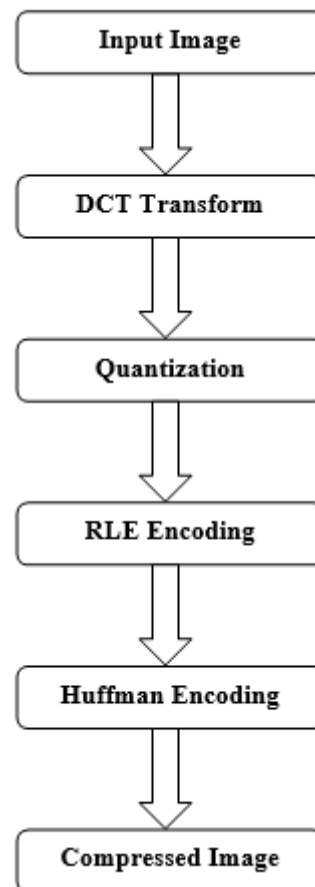 Input Image
DCT Transform
Quantization
RLE Encoding
Huffman Encoding
Compressed Image